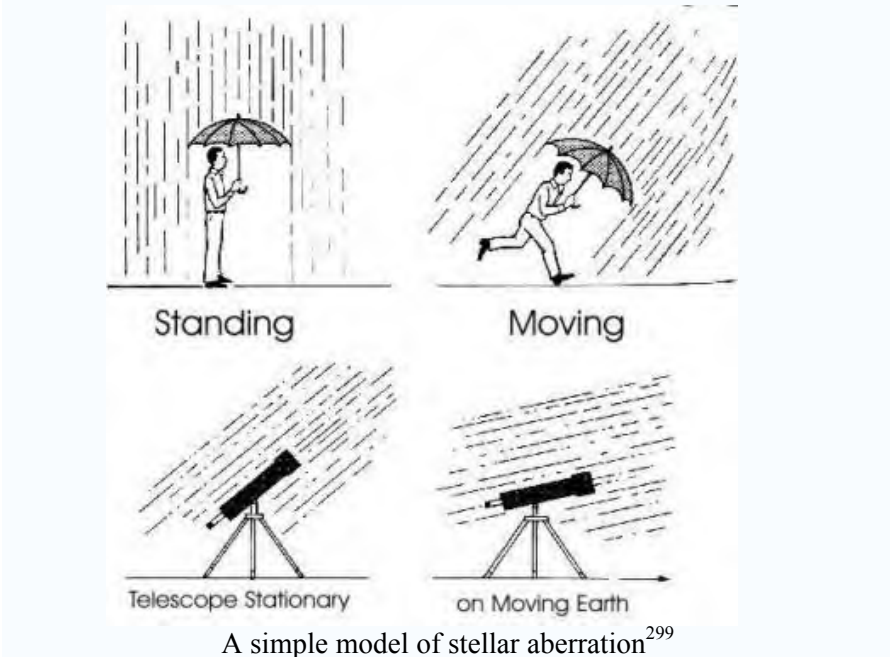 Standing
Moving
Telescope Stationary
on Moving Earth
A simple model of stellar aberration299